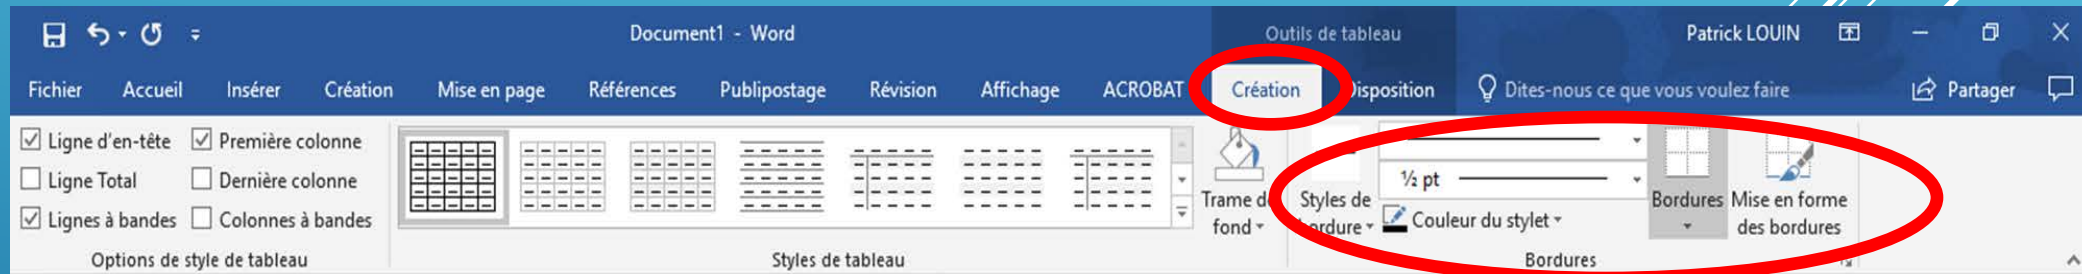 Document1 - Word
Outils de tableau
Patrick LOUIN
Fichier Accueil Insérer Création Mise en page Références Publipostage Révision Affichage ACROBAT Création Disposition Dites-nous ce que vous voulez faire Partager
Ligne d'en-tête Première colonne
Ligne Total Dernière colonne
Lignes à bandes Colonnes à bandes
Options de style de tableau
Styles de tableau
Trame de
fond
Styles de
bordure
½ pt
Couleur du stylet
Bordures
Mise en forme
des bordures
Bordures